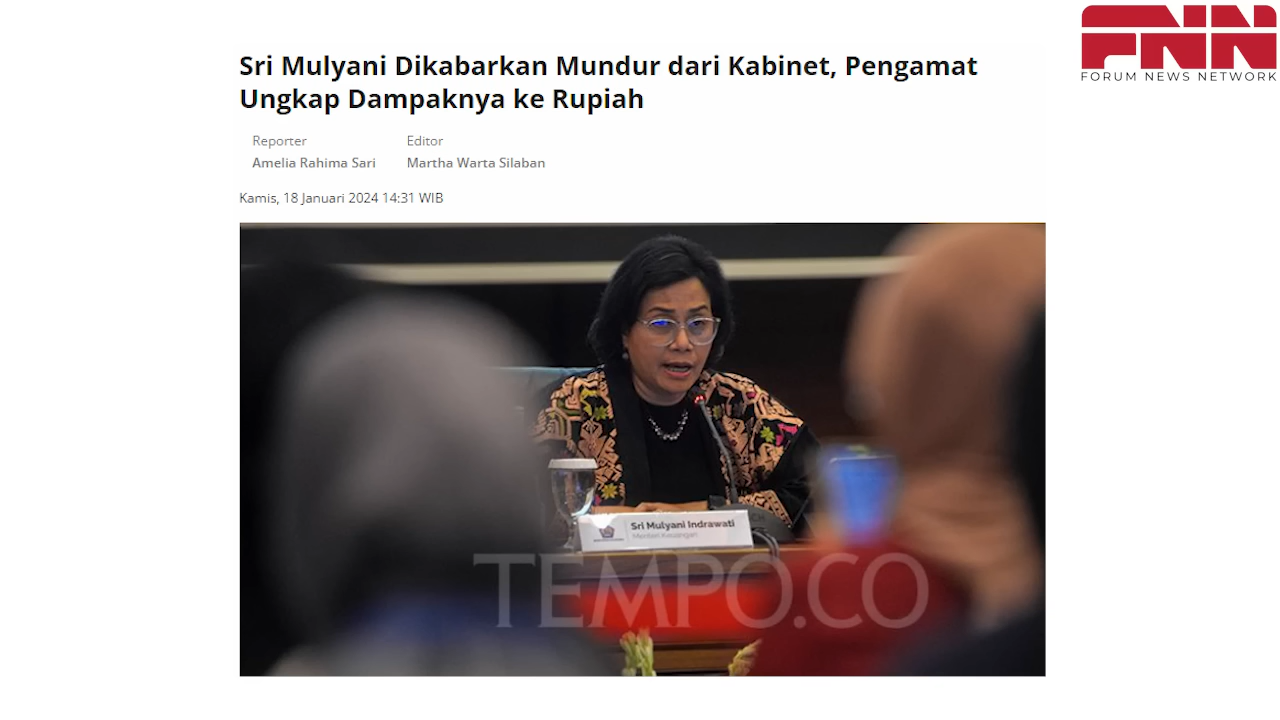 FNN
FORUM NEWS NETWORK
Sri Mulyani Dikabarkan Mundur dari Kabinet, Pengamat
Ungkap Dampaknya ke Rupiah
Reporter
Editor
Amelia Rahima Sari
Martha Warta Silaban
Kamis, 18 Januari 2024 14:31 WIB
Sri Mulyani Indrawati
Menteri Keuangan
TEMPO.CO